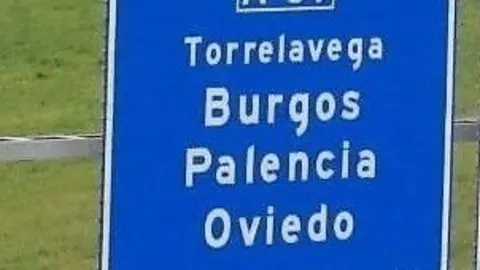 Torrelavega
Burgos
Palencia
Oviedo